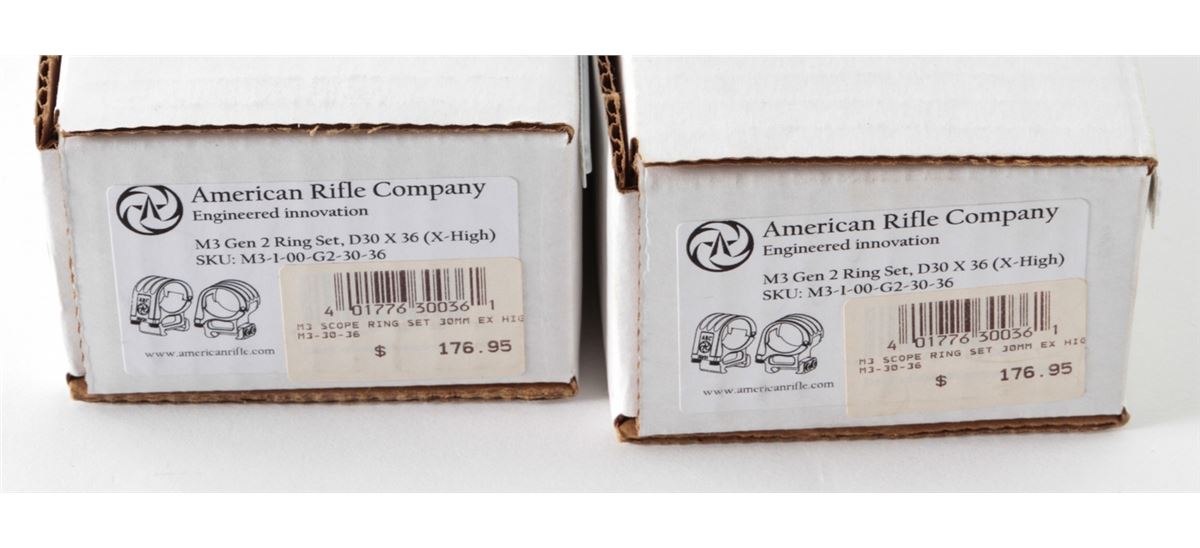 American Rifle Company
Engineered innovation
M3 Gen 2 Ring Set, D30 X 36 (X-High)
SKU: M3-1-00-G2-30-36
ARC
4 01776 30036 1
M3 SCOPE RING SET 30MM EX HIG
M3-30-36
$ 176.95
www.americanrifle.com
American Rifle Company
Engineered innovation
M3 Gen 2 Ring Set, D30 X 36 (X-High)
SKU: M3-1-00-G2-30-36
ARC
4 01776 30036 1
M3 SCOPE RING SET 30MM EX HIG
M3-30-36
$ 176.95
www.americanrifle.com